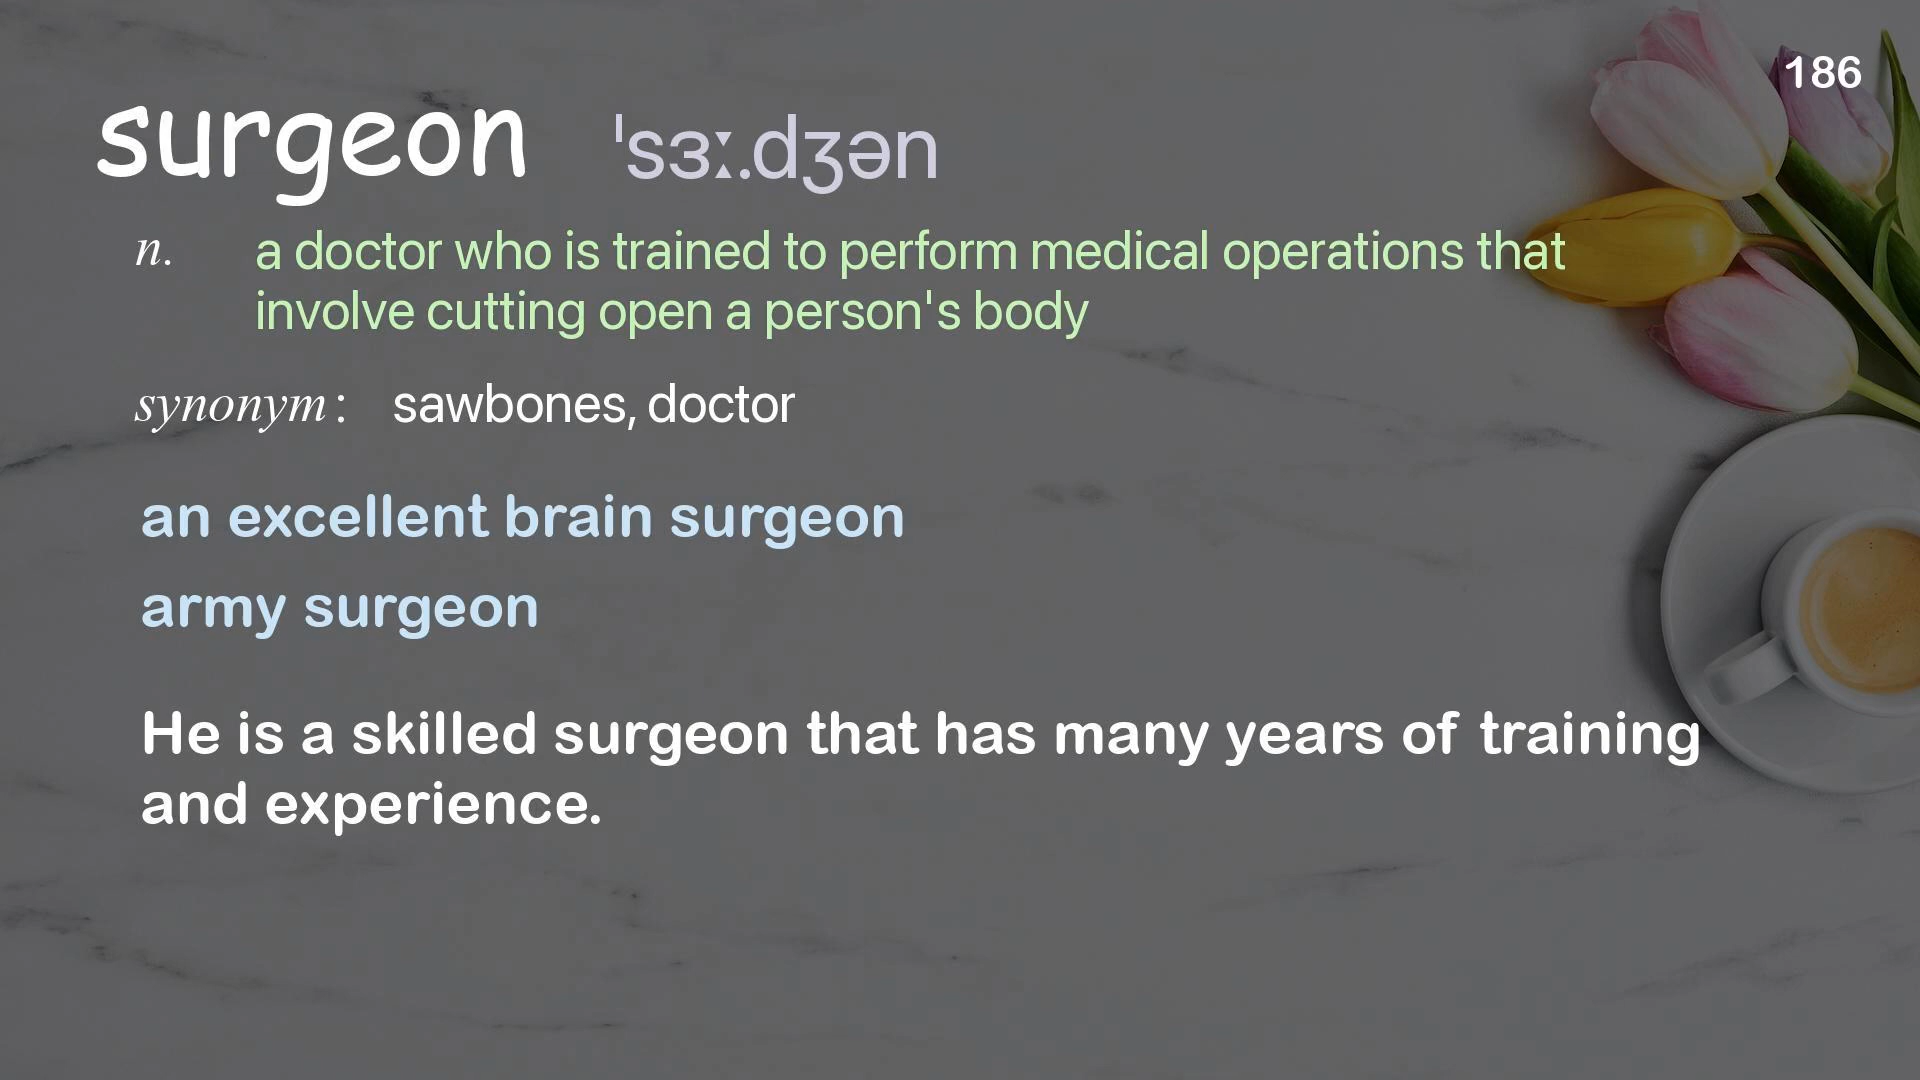 186
surgeon ˈsɜː.dʒən
n. a doctor who is trained to perform medical operations that
involve cutting open a person's body
synonym: sawbones, doctor
an excellent brain surgeon
army surgeon
He is a skilled surgeon that has many years of training
and experience.